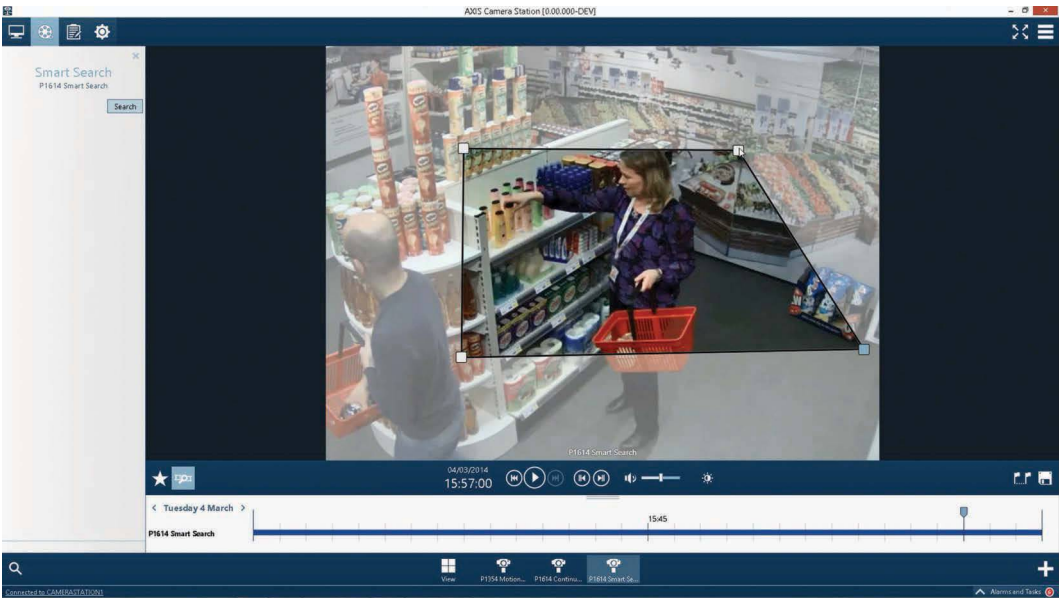 AXIS Camera Station [0.00.000-DEV]
Smart Search
P1614 Smart Search
Search
P1614 Smart Search
04/03/2014
15:57:00
< Tuesday 4 March >
15:45
P1614 Smart Search
View
P1354 Motion...
P1614 Continu...
P1614 Smart Se...
Connected to CAMERASTATION1
Alarms and Tasks